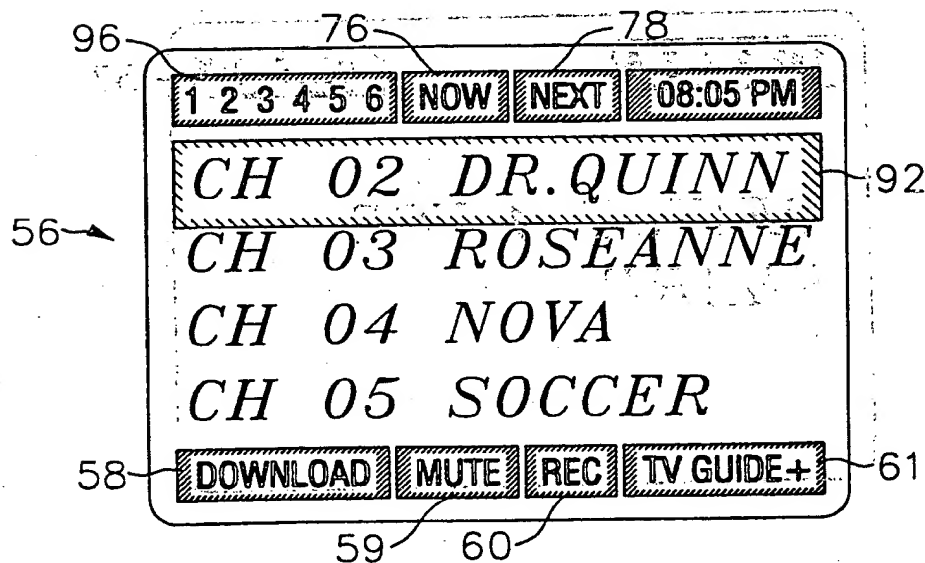 96 76 78
1 2 3 4 5 6 NOW NEXT 08:05 PM
CH 02 DR.QUINN 92
56
CH 03 ROSEANNE
CH 04 NOVA
CH 05 SOCCER
58 DOWNLOAD MUTE REC TV GUIDE+ 61
59 60